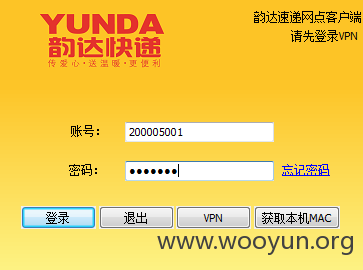 YUNDA
韵达快递
传爱心·送温暖·更便利
韵达速递网点客户端
请先登录VPN
账号: 200005001
密码: ●●●●●●● 忘记密码
登录 退出 VPN 获取本机MAC
www.wooyun.org